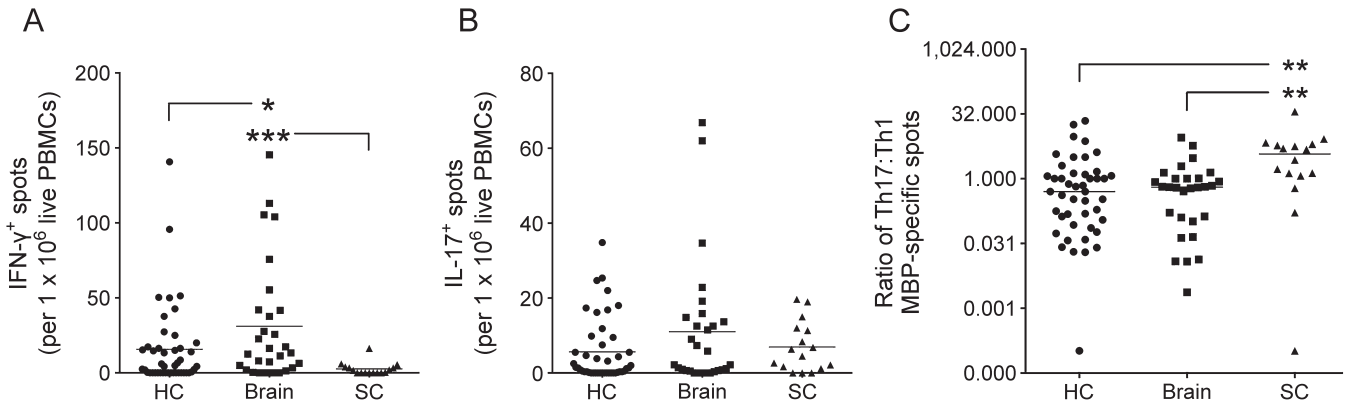 A
IFN-γ+ spots
(per 1 x 10⁶ live PBMCs)
200
150
100
50
0
*
***
HC
Brain
SC
B
IL-17+ spots
(per 1 x 10⁶ live PBMCs)
80
60
40
20
0
HC
Brain
SC
C
Ratio of Th17:Th1
MBP-specific spots
1,024.000
32.000
1.000
0.031
0.001
0.000
**
**
HC
Brain
SC